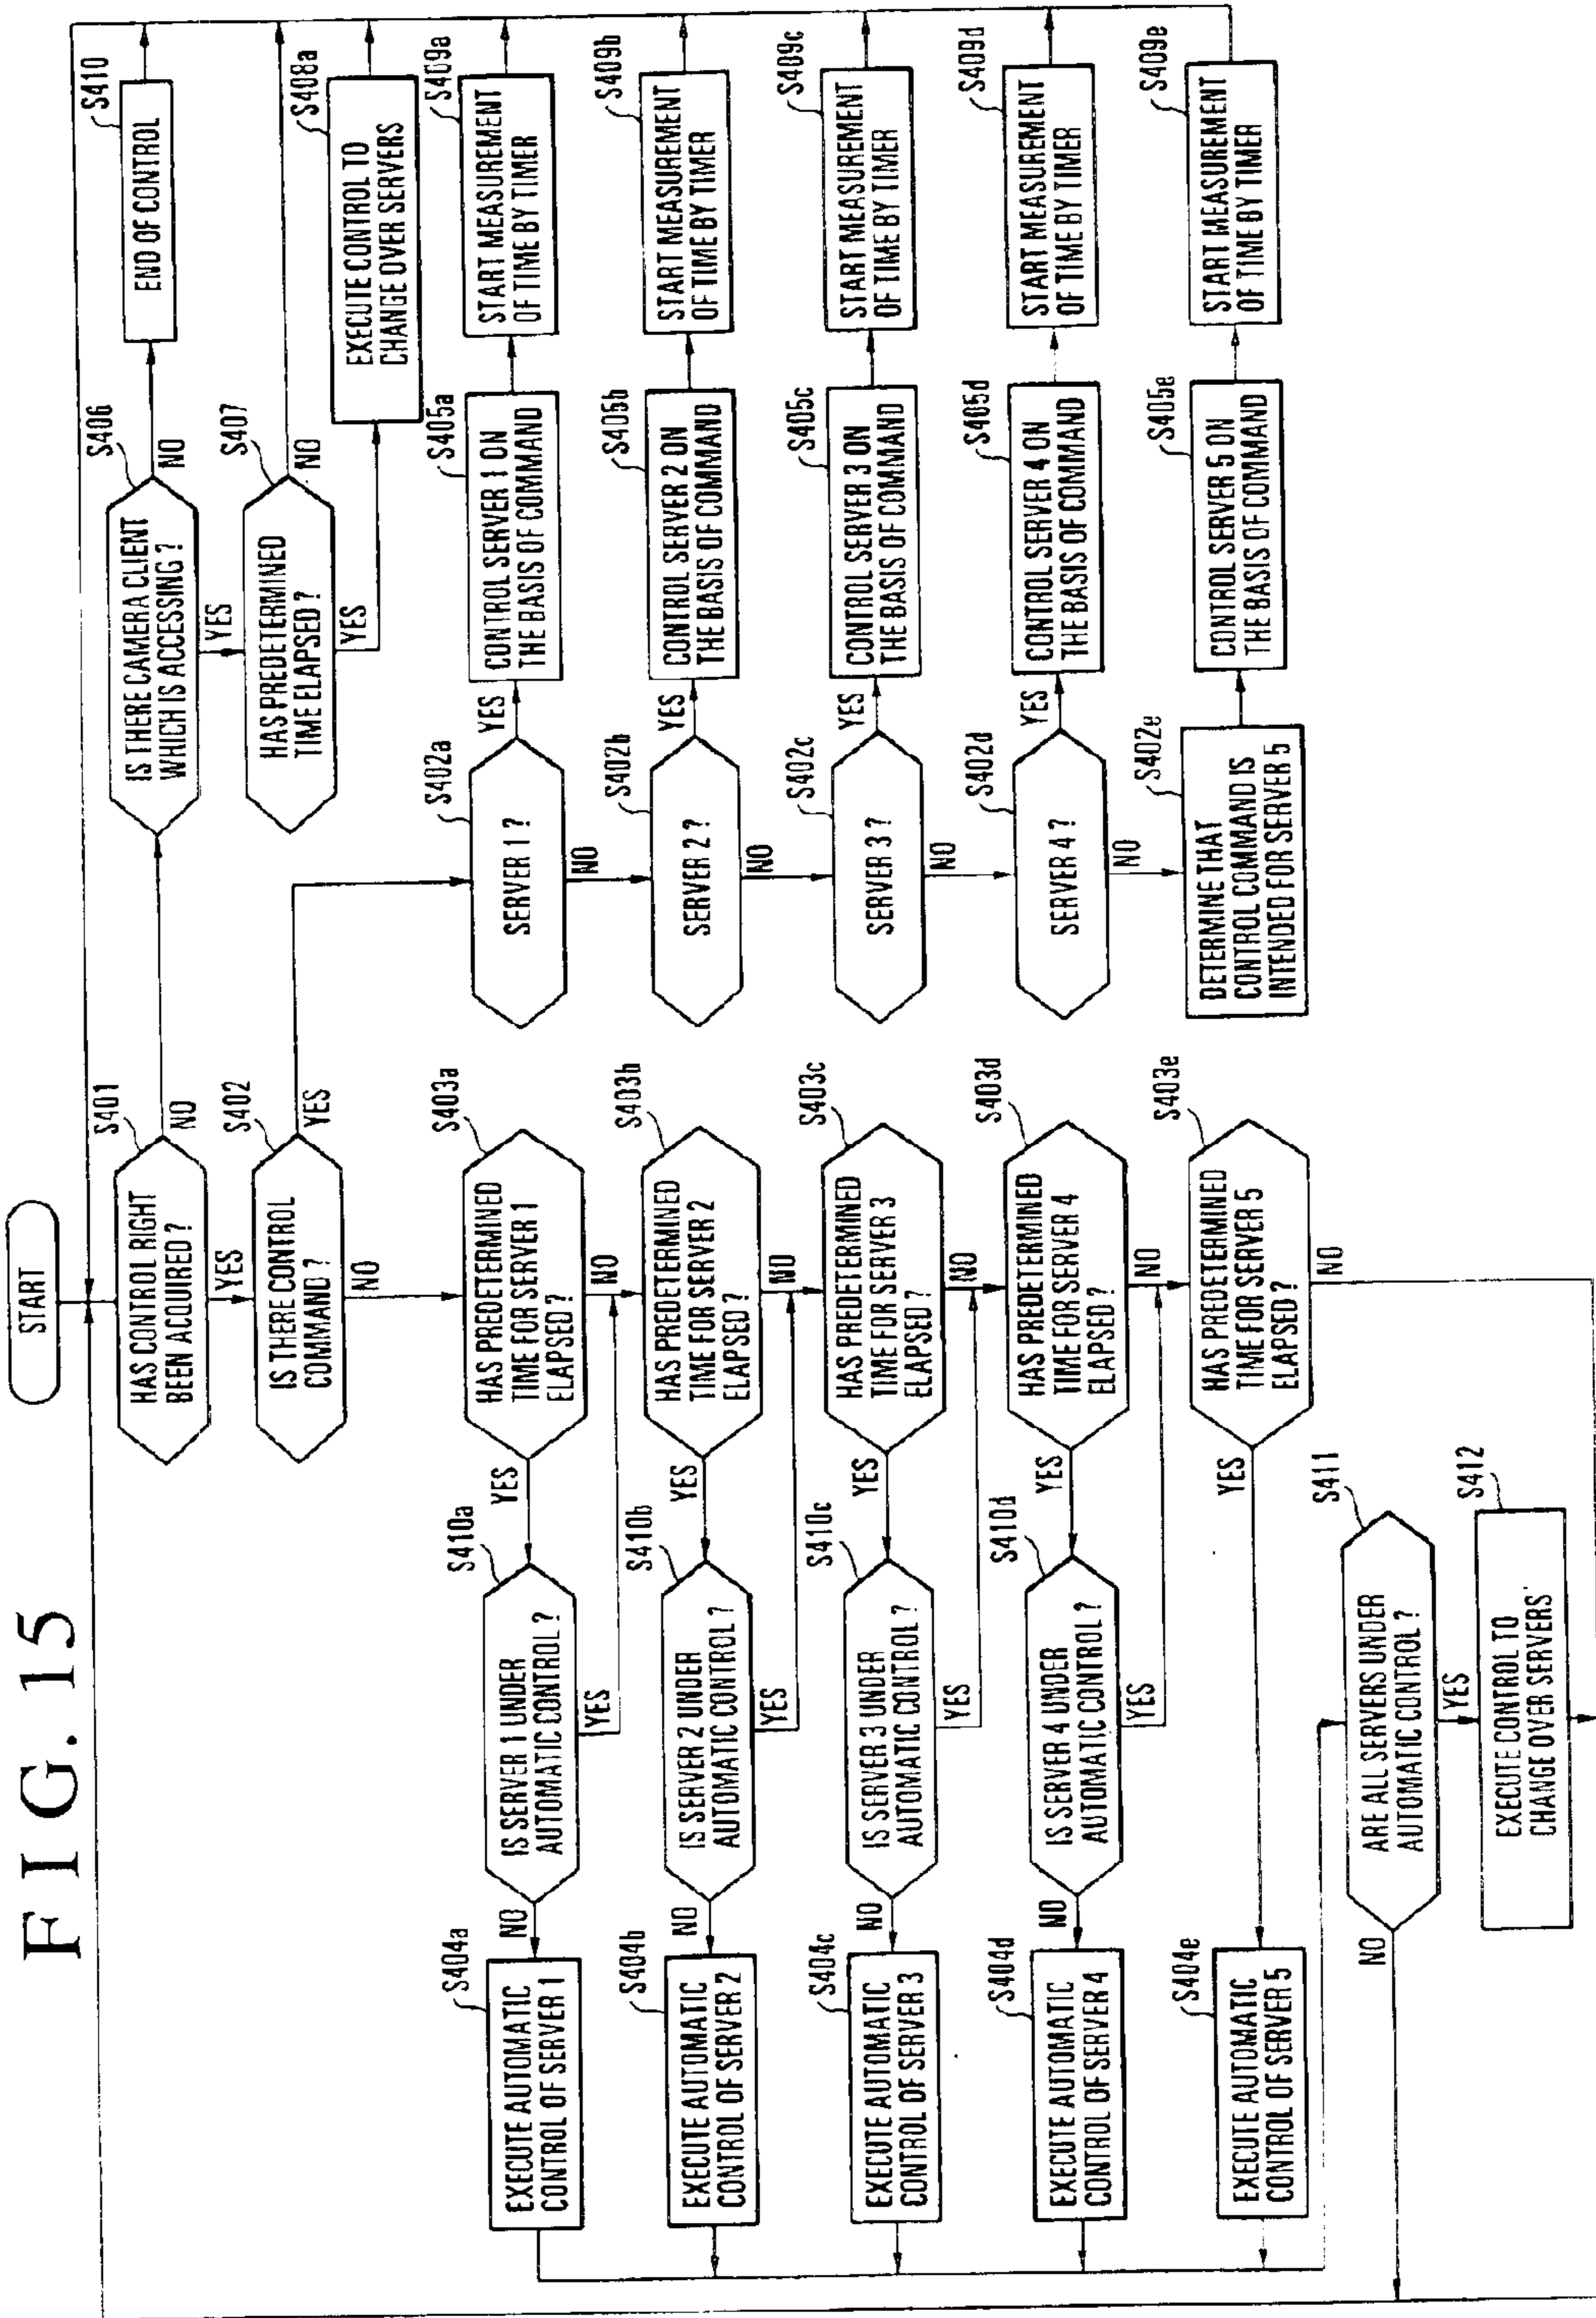 FIG. 15
START
HAS CONTROL RIGHT
BEEN ACQUIRED ?
S401
NO
YES
IS THERE CAMERA CLIENT
WHICH IS ACCESSING ?
S406
NO
YES
END OF CONTROL
S410
IS THERE CONTROL
COMMAND ?
S402
YES
NO
HAS PREDETERMINED
TIME ELAPSED ?
S407
NO
YES
EXECUTE CONTROL TO
CHANGE OVER SERVERS
S408a
EXECUTE AUTOMATIC
CONTROL OF SERVER 1
S404a
NO
IS SERVER 1 UNDER
AUTOMATIC CONTROL ?
S410a
YES
YES
HAS PREDETERMINED
TIME FOR SERVER 1
ELAPSED ?
S403a
NO
SERVER 1 ?
S402a
YES
NO
CONTROL SERVER 1 ON
THE BASIS OF COMMAND
S405a
START MEASUREMENT
OF TIME BY TIMER
S409a
EXECUTE AUTOMATIC
CONTROL OF SERVER 2
S404b
NO
IS SERVER 2 UNDER
AUTOMATIC CONTROL ?
S410b
YES
YES
HAS PREDETERMINED
TIME FOR SERVER 2
ELAPSED ?
S403b
NO
SERVER 2 ?
S402b
YES
NO
CONTROL SERVER 2 ON
THE BASIS OF COMMAND
S405b
START MEASUREMENT
OF TIME BY TIMER
S409b
EXECUTE AUTOMATIC
CONTROL OF SERVER 3
S404c
NO
IS SERVER 3 UNDER
AUTOMATIC CONTROL ?
S410c
YES
YES
HAS PREDETERMINED
TIME FOR SERVER 3
ELAPSED ?
S403c
NO
SERVER 3 ?
S402c
YES
NO
CONTROL SERVER 3 ON
THE BASIS OF COMMAND
S405c
START MEASUREMENT
OF TIME BY TIMER
S409c
EXECUTE AUTOMATIC
CONTROL OF SERVER 4
S404d
NO
IS SERVER 4 UNDER
AUTOMATIC CONTROL ?
S410d
YES
YES
HAS PREDETERMINED
TIME FOR SERVER 4
ELAPSED ?
S403d
NO
SERVER 4 ?
S402d
YES
NO
CONTROL SERVER 4 ON
THE BASIS OF COMMAND
S405d
START MEASUREMENT
OF TIME BY TIMER
S409d
EXECUTE AUTOMATIC
CONTROL OF SERVER 5
S404e
YES
HAS PREDETERMINED
TIME FOR SERVER 5
ELAPSED ?
S403e
NO
DETERMINE THAT
CONTROL COMMAND IS
INTENDED FOR SERVER 5
S402e
CONTROL SERVER 5 ON
THE BASIS OF COMMAND
S405e
START MEASUREMENT
OF TIME BY TIMER
S409e
NO
ARE ALL SERVERS UNDER
AUTOMATIC CONTROL ?
S411
YES
EXECUTE CONTROL TO
CHANGE OVER SERVERS
S412